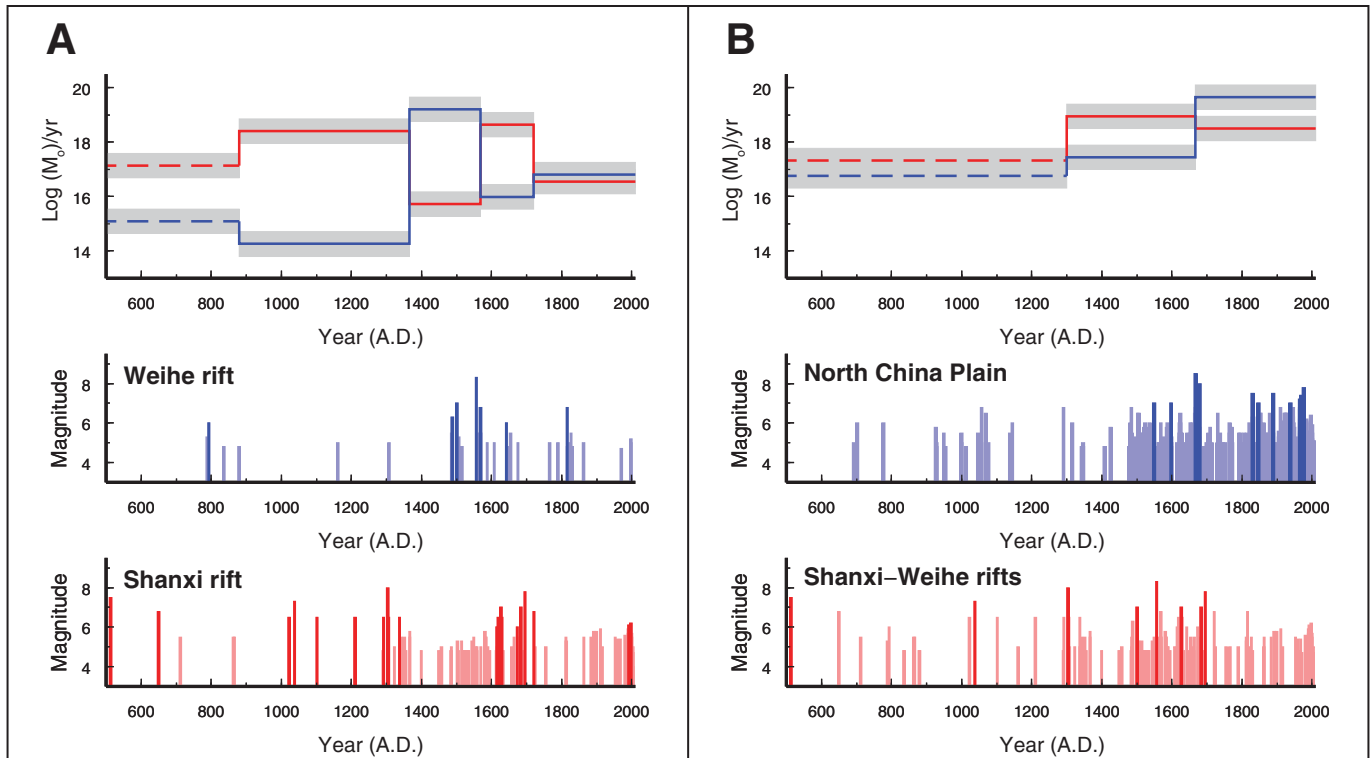 A
20
18
16
14
Log (Mₒ)/yr
600 800 1000 1200 1400 1600 1800 2000
Year (A.D.)
Weihe rift
8
6
4
Magnitude
600 800 1000 1200 1400 1600 1800 2000
Year (A.D.)
Shanxi rift
8
6
4
Magnitude
600 800 1000 1200 1400 1600 1800 2000
Year (A.D.)
B
20
18
16
14
Log (Mₒ)/yr
600 800 1000 1200 1400 1600 1800 2000
Year (A.D.)
North China Plain
8
6
4
Magnitude
600 800 1000 1200 1400 1600 1800 2000
Year (A.D.)
Shanxi–Weihe rifts
8
6
4
Magnitude
600 800 1000 1200 1400 1600 1800 2000
Year (A.D.)